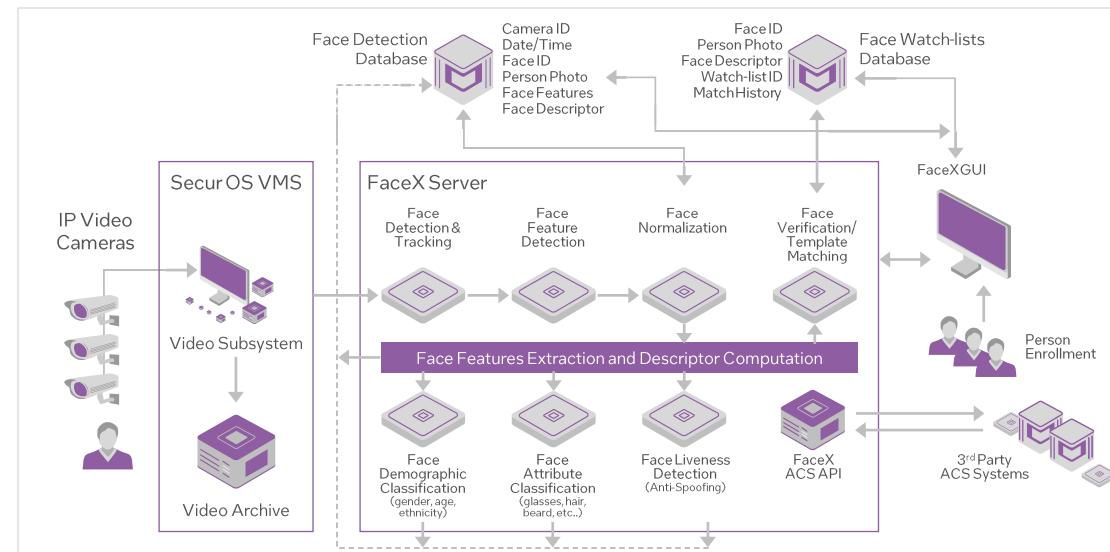 Face Detection
Database
Camera ID
Date/Time
Face ID
Person Photo
Face Features
Face Descriptor
Face ID
Person Photo
Face Descriptor
Watch-list ID
Match History
Face Watch-lists
Database
FaceX GUI
Secur OS VMS
FaceX Server
IP Video
Cameras
Face
Detection &
Tracking
Face
Feature
Detection
Face
Normalization
Face
Verification/
Template
Matching
Video Subsystem
Face Features Extraction and Descriptor Computation
Person
Enrollment
Video Archive
Face
Demographic
Classification
(gender, age,
ethnicity)
Face
Attribute
Classification
(glasses, hair,
beard, etc..)
Face Liveness
Detection
(Anti-Spoofing)
FaceX
ACS API
3rd Party
ACS Systems